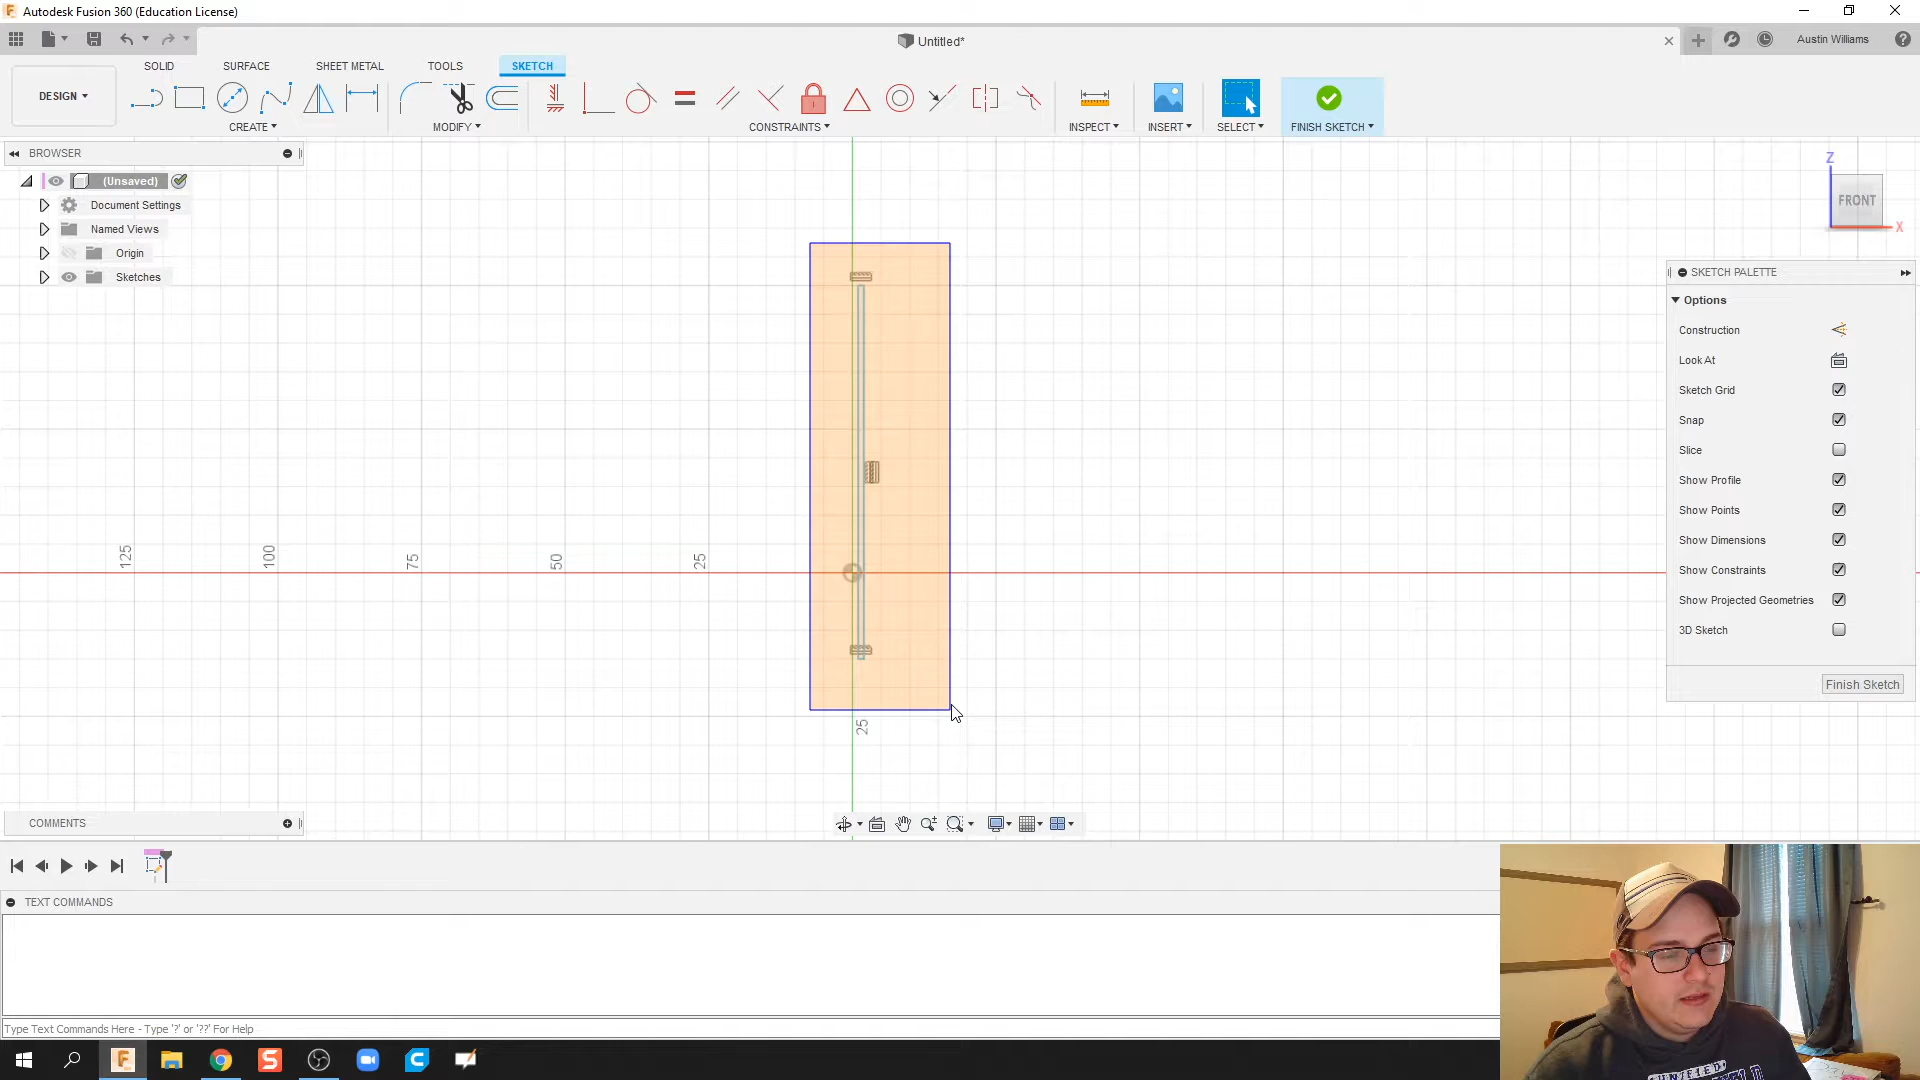 Autodesk Fusion 360 (Education License)
Untitled*
Austin Williams
SOLID
SURFACE
SHEET METAL
TOOLS
SKETCH
DESIGN
CREATE
MODIFY
CONSTRAINTS
INSPECT
INSERT
SELECT
FINISH SKETCH
BROWSER
(Unsaved)
Document Settings
Named Views
Origin
Sketches
Z
FRONT
X
SKETCH PALETTE
Options
Construction
Look At
Sketch Grid
Snap
Slice
Show Profile
Show Points
Show Dimensions
Show Constraints
Show Projected Geometries
3D Sketch
Finish Sketch
125
100
75
50
25
25
COMMENTS
TEXT COMMANDS
Type Text Commands Here - Type '?' or '??' For Help
UNIFIED